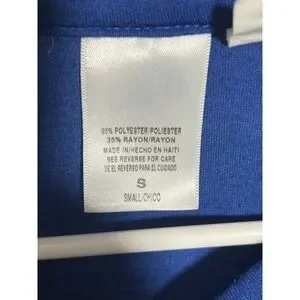 65% POLYESTER/POLIESTER
35% RAYON/RAYON
MADE IN/HECHO EN HAITI
SEE REVERSE FOR CARE
DE EL REVERSO PARA EL CUIDADO
S
SMALL/CHICO